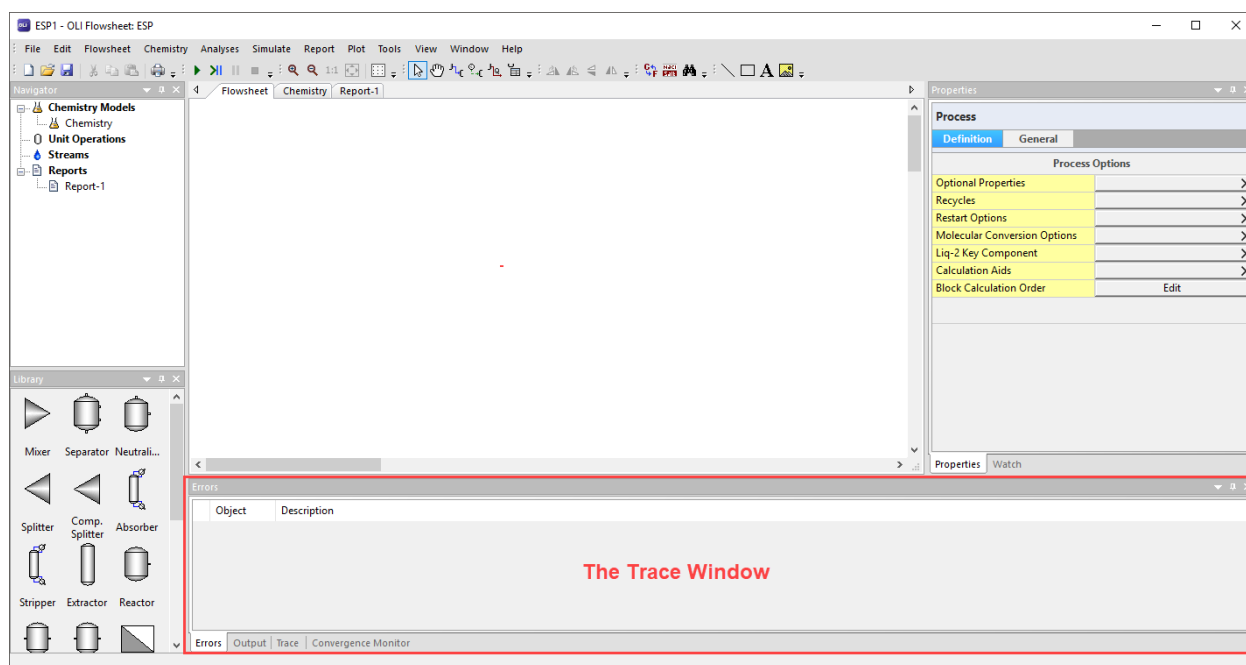 OLI ESP1 - OLI Flowsheet: ESP
File Edit Flowsheet Chemistry Analyses Simulate Report Plot Tools View Window Help
1:1
A
Navigator
Chemistry Models
Chemistry
Unit Operations
Streams
Reports
Report-1
Flowsheet Chemistry Report-1
Properties
Process
Definition General
Process Options
Optional Properties
Recycles
Restart Options
Molecular Conversion Options
Liq-2 Key Component
Calculation Aids
Block Calculation Order Edit
Properties Watch
Library
Mixer Separator Neutrali...
Splitter Comp. Splitter Absorber
Stripper Extractor Reactor
Errors
Object Description
The Trace Window
Errors Output Trace Convergence Monitor